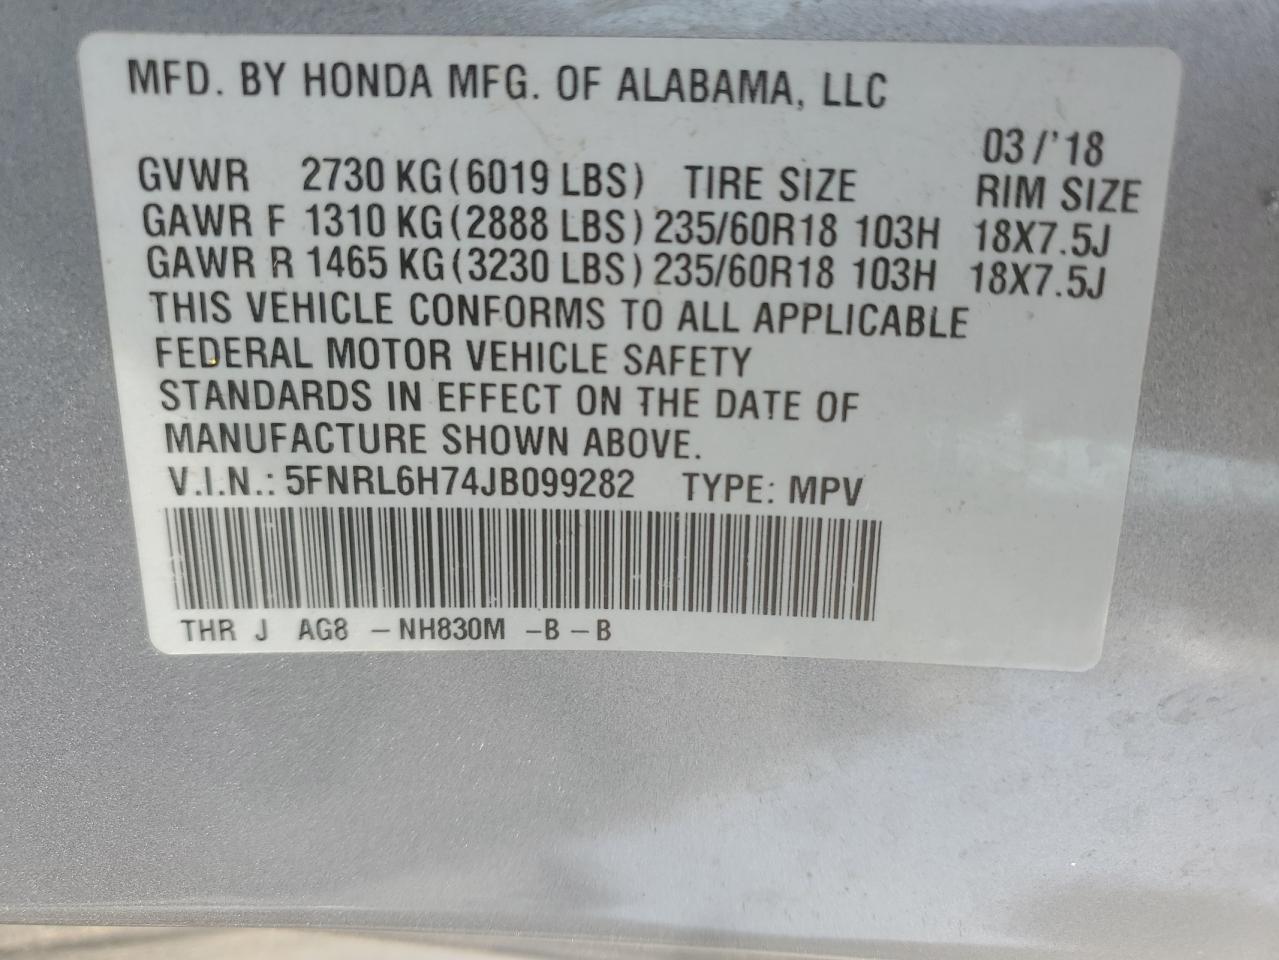 MFD. BY HONDA MFG. OF ALABAMA, LLC
03/'18
GVWR 2730 KG(6019 LBS) TIRE SIZE RIM SIZE
GAWR F 1310 KG(2888 LBS) 235/60R18 103H 18X7.5J
GAWR R 1465 KG(3230 LBS) 235/60R18 103H 18X7.5J
THIS VEHICLE CONFORMS TO ALL APPLICABLE
FEDERAL MOTOR VEHICLE SAFETY
STANDARDS IN EFFECT ON THE DATE OF
MANUFACTURE SHOWN ABOVE.
V.I.N.: 5FNRL6H74JB099282 TYPE: MPV
THR J AG8 -NH830M -B-B